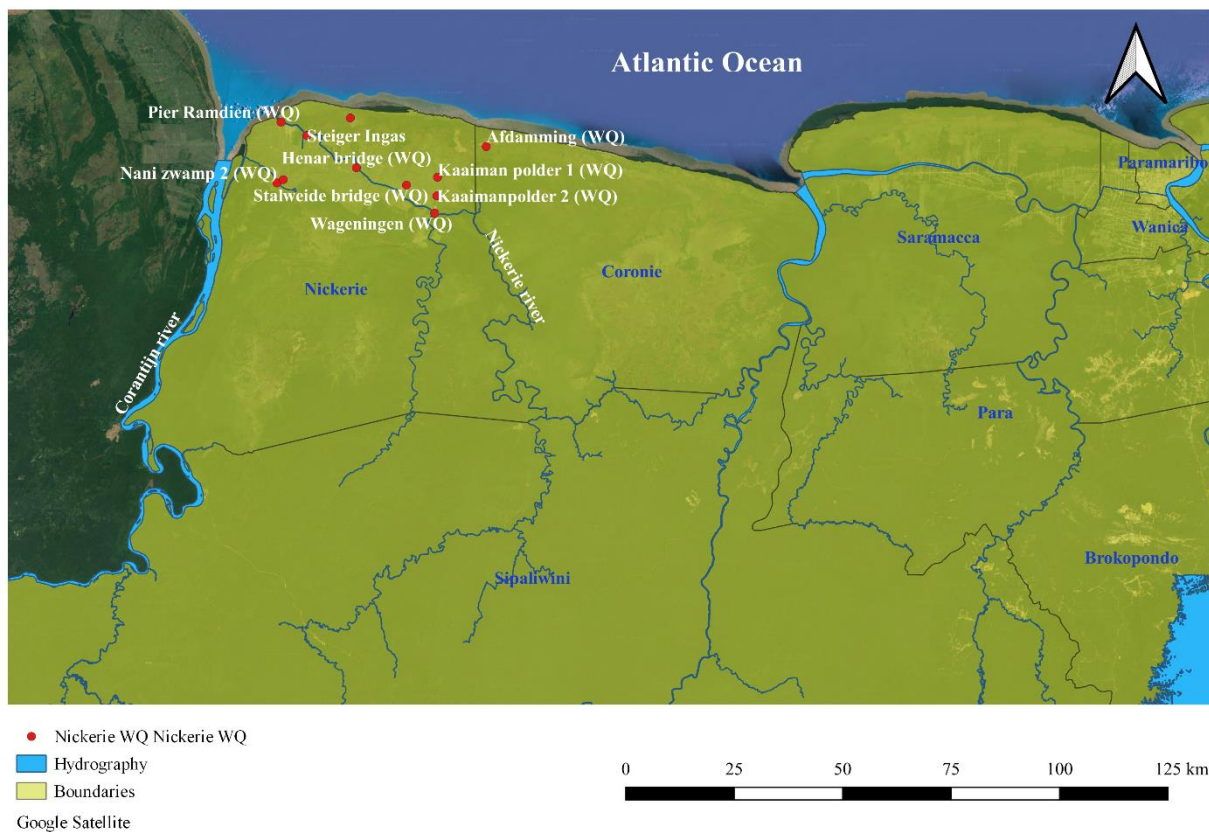 Atlantic Ocean
Pier Ramdien (WQ)
Steiger Ingas
Afdamming (WQ)
Henar bridge (WQ)
Paramaribo
Nani zwamp 2 (WQ)
Kaaiman polder 1 (WQ)
Stalweide bridge (WQ)
Kaaimanpolder 2 (WQ)
Wageningen (WQ)
Wanica
Saramacca
Nickerie river
Coronie
Nickerie
Corantijn river
Para
Brokopondo
Sipaliwini
Nickerie WQ Nickerie WQ
Hydrography
Boundaries
Google Satellite
0 25 50 75 100 125 km